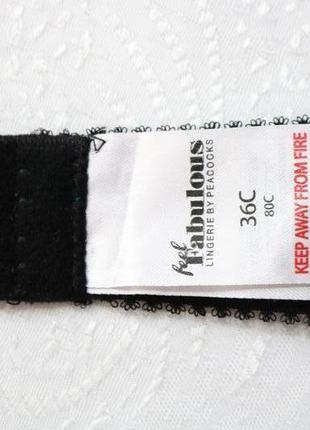 feel
Fabulous
LINGERIE BY PEACOCKS
36C
80C
KEEP AWAY FROM FIRE